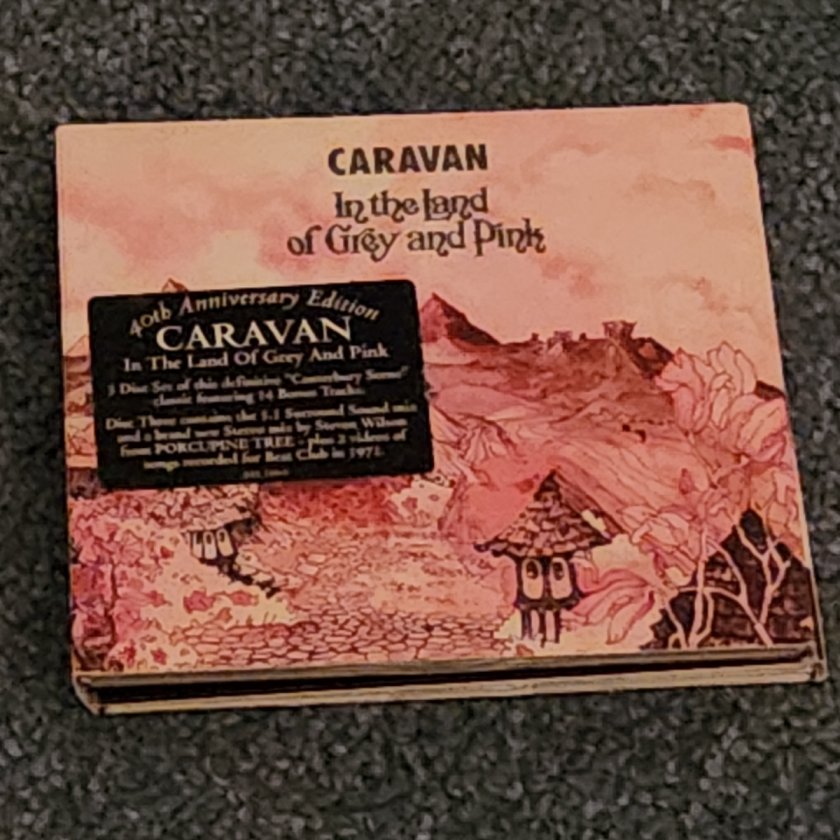 CARAVAN
In the Land
of Grey and Pink
40th Anniversary Edition
CARAVAN
In The Land Of Grey And Pink
3 Disc Set of this definitive "Canterbury Scene"
classic featuring 14 Bonus Tracks
Disc Three contains the 5.1 Surround Sound mix
and a brand new Stereo mix by Steven Wilson
from PORCUPINE TREE - plus 2 videos of
songs recorded for Beat Club in 1971.